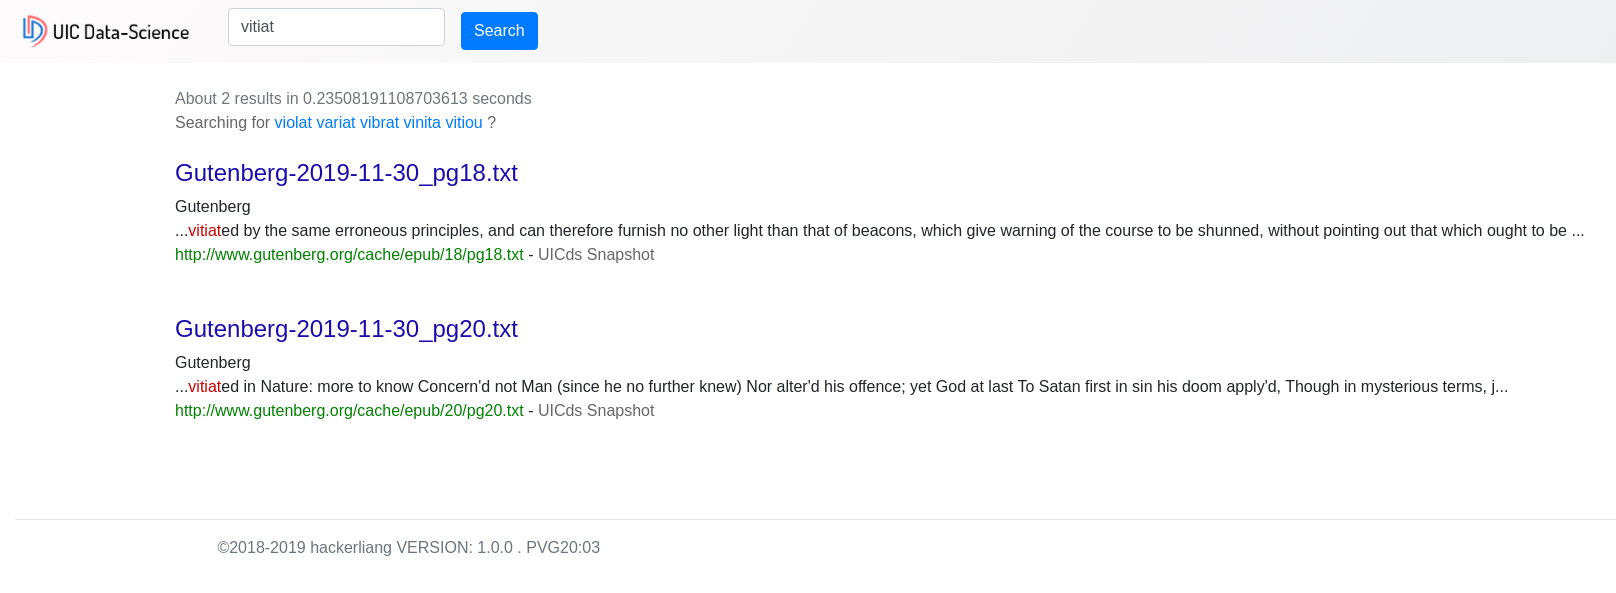 UIC Data-Science
vitiat
Search
About 2 results in 0.23508191108703613 seconds
Searching for violat variat vibrat vinita vitiou ?
Gutenberg-2019-11-30_pg18.txt
Gutenberg
...vitiated by the same erroneous principles, and can therefore furnish no other light than that of beacons, which give warning of the course to be shunned, without pointing out that which ought to be ...
http://www.gutenberg.org/cache/epub/18/pg18.txt - UICds Snapshot
Gutenberg-2019-11-30_pg20.txt
Gutenberg
...vitiated in Nature: more to know Concern'd not Man (since he no further knew) Nor alter'd his offence; yet God at last To Satan first in sin his doom apply'd, Though in mysterious terms, j...
http://www.gutenberg.org/cache/epub/20/pg20.txt - UICds Snapshot
©2018-2019 hackerliang VERSION: 1.0.0 . PVG20:03